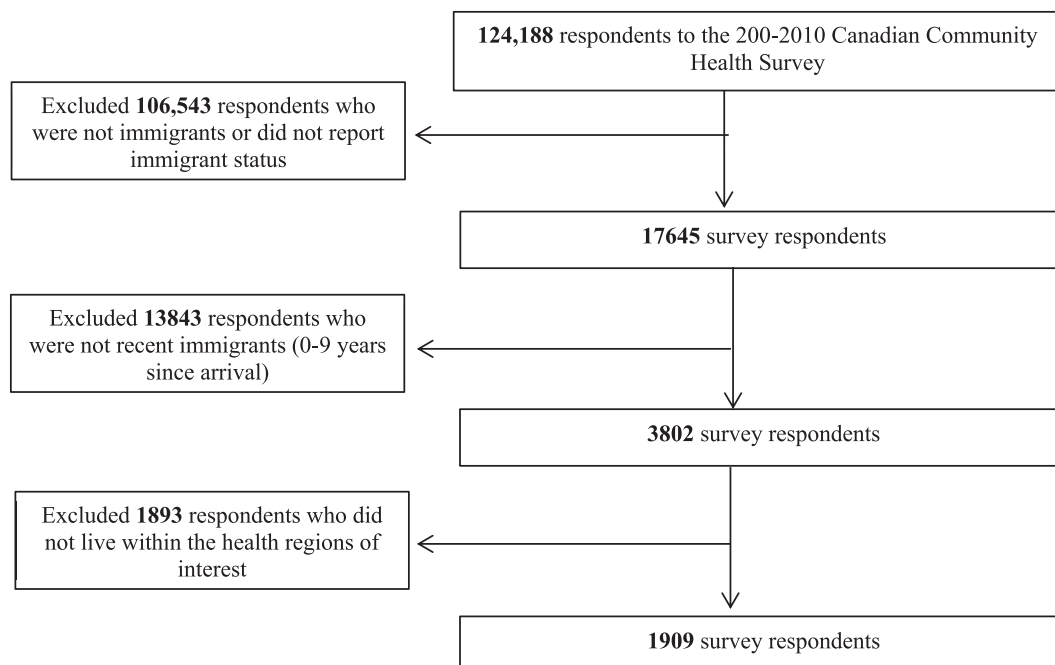 124,188 respondents to the 200-2010 Canadian Community
Health Survey
Excluded 106,543 respondents who
were not immigrants or did not report
immigrant status
17645 survey respondents
Excluded 13843 respondents who
were not recent immigrants (0-9 years
since arrival)
3802 survey respondents
Excluded 1893 respondents who did
not live within the health regions of
interest
1909 survey respondents